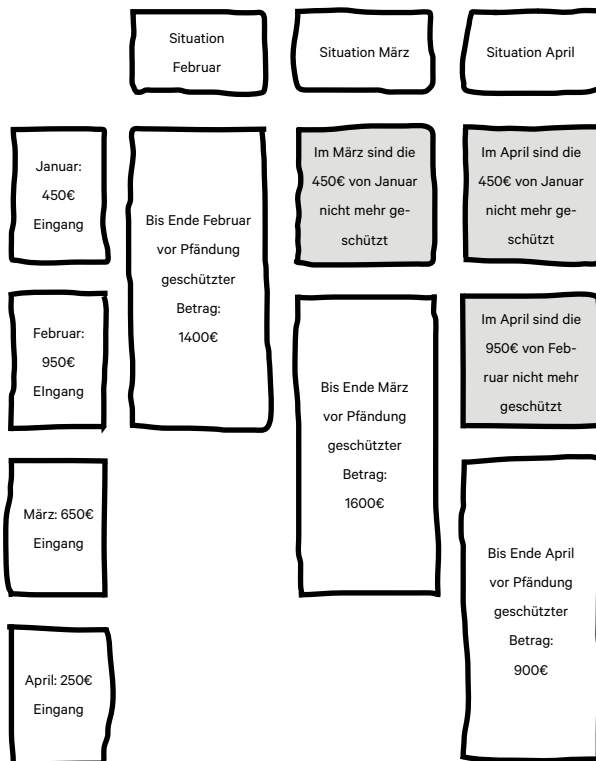 Situation
Februar
Situation März
Situation April
Januar:
450€
Eingang
Bis Ende Februar
vor Pfändung
geschützter
Betrag:
1400€
Im März sind die
450€ von Januar
nicht mehr ge-
schützt
Im April sind die
450€ von Januar
nicht mehr ge-
schützt
Februar:
950€
EIngang
Bis Ende März
vor Pfändung
geschützter
Betrag:
1600€
Im April sind die
950€ von Feb-
ruar nicht mehr
geschützt
März: 650€
Eingang
Bis Ende April
vor Pfändung
geschützter
Betrag:
900€
April: 250€
Eingang